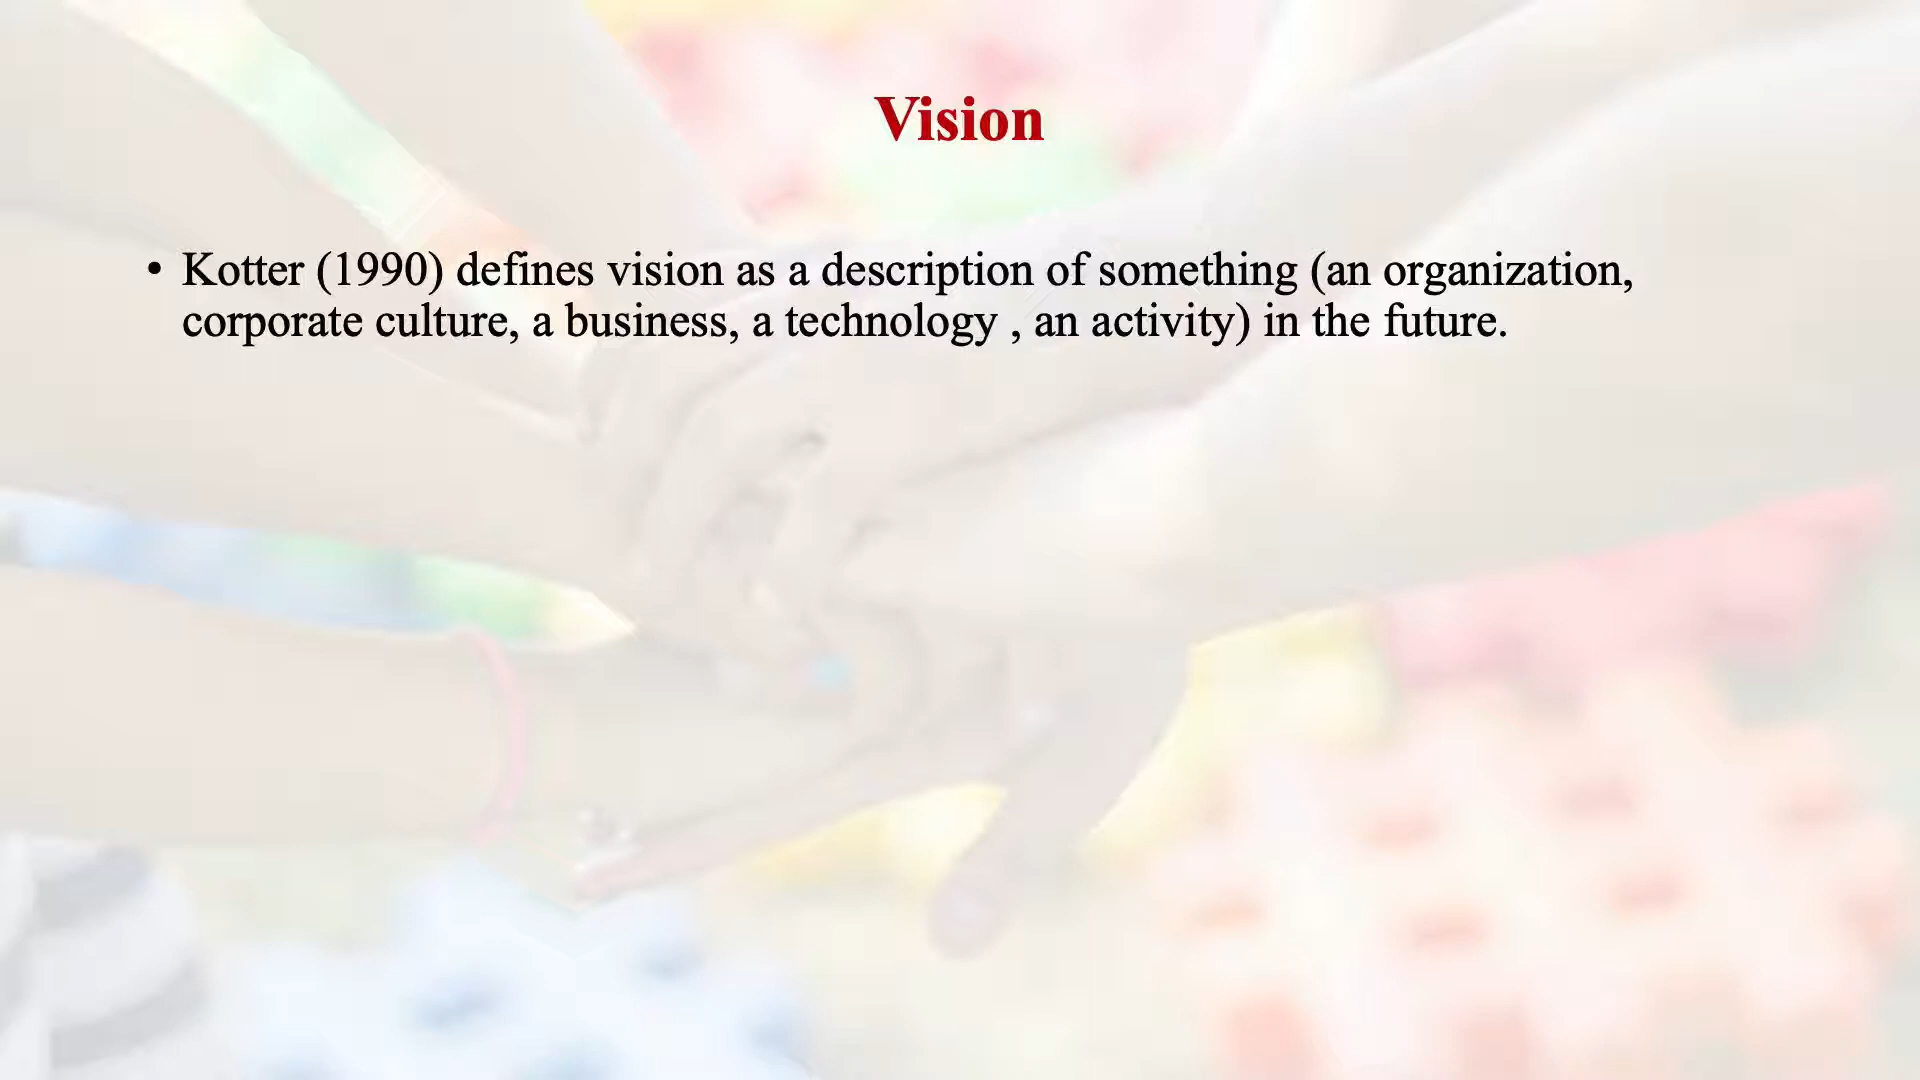 Vision
• Kotter (1990) defines vision as a description of something (an organization,
corporate culture, a business, a technology , an activity) in the future.